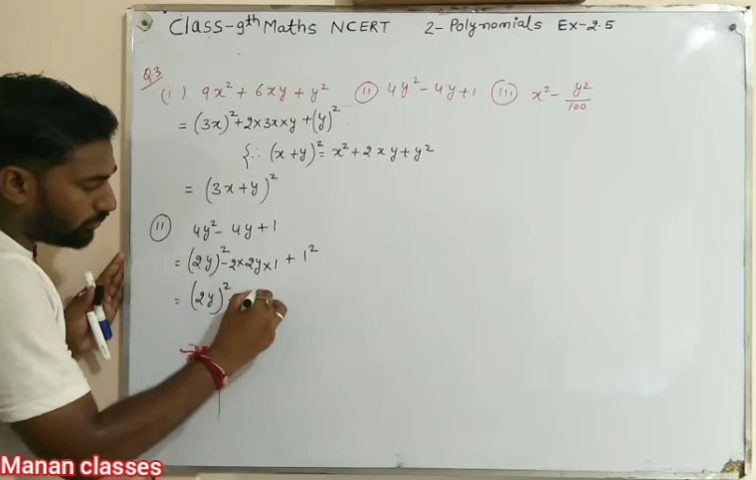 Class-9th Maths NCERT 2-Polynomials Ex-2.5
Q.3
(i) 9x² + 6xy + y² (ii) 4y² - 4y + 1 (iii) x² - y²/100
= (3x)² + 2×3x×y + (y)²
{∵ (x+y)² = x² + 2xy + y²
= (3x+y)²
(ii) 4y² - 4y + 1
= (2y)² - 2×2y×1 + 1²
= (2y)²
Manan classes